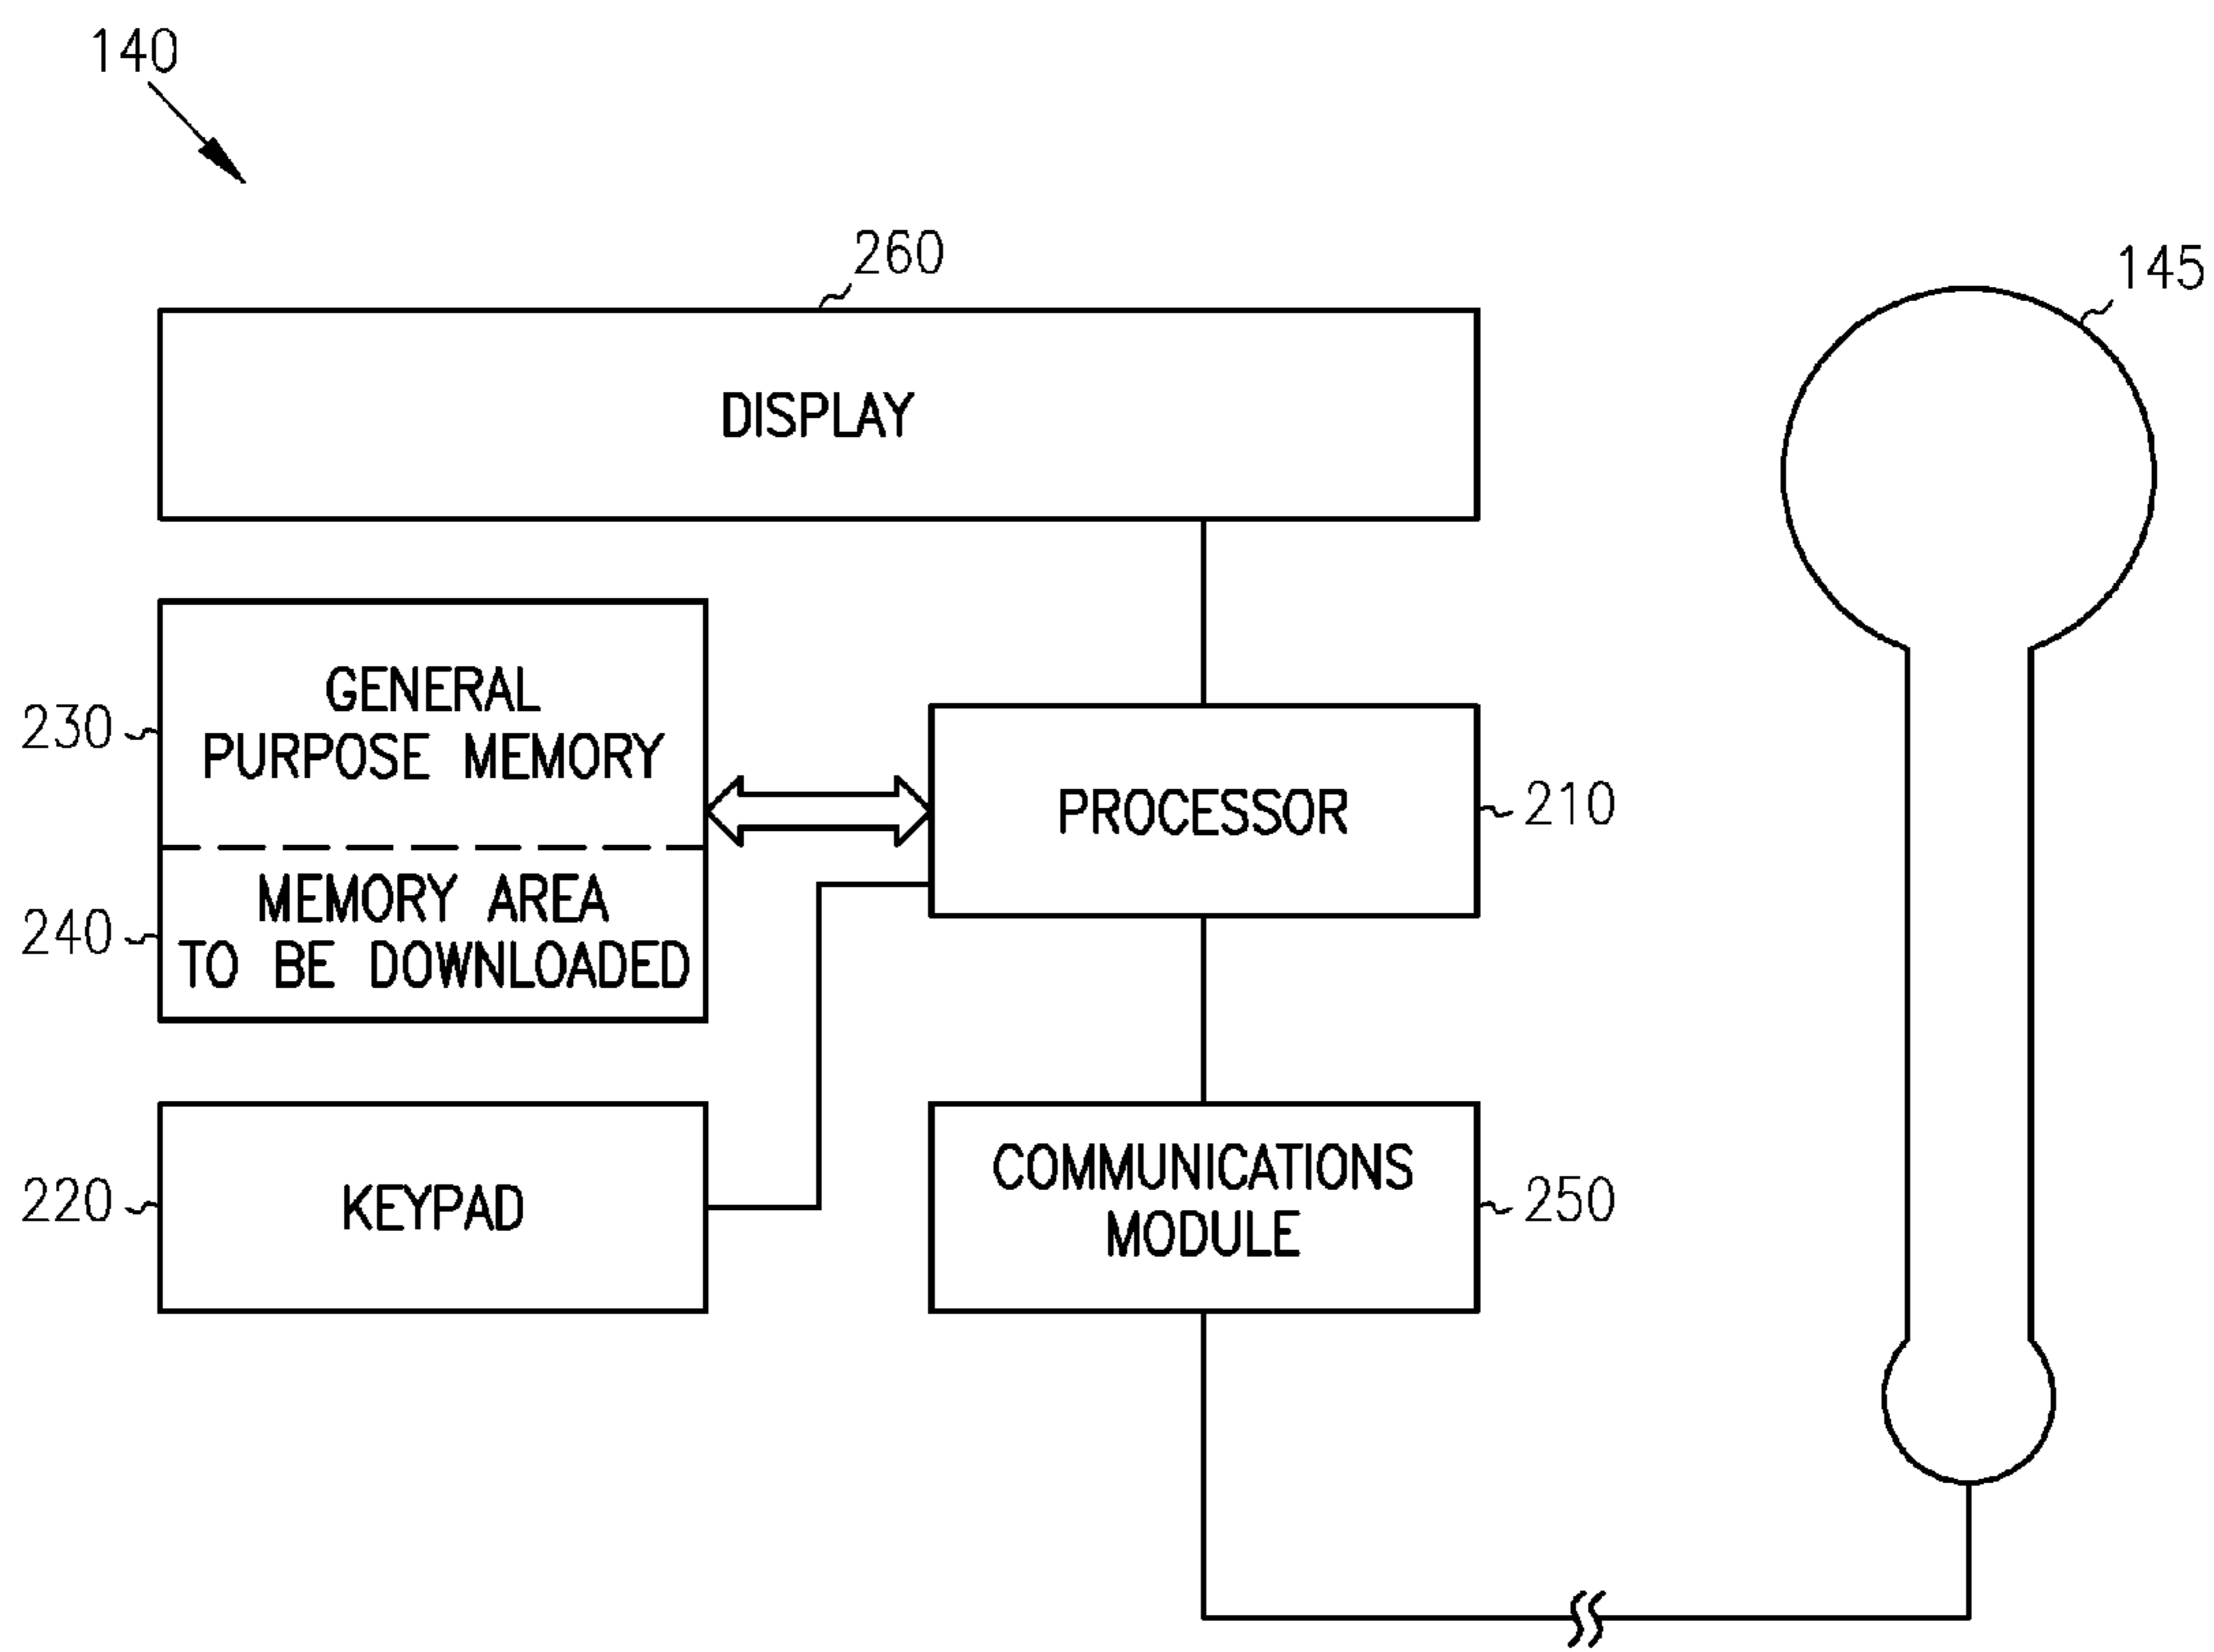 140
260
145
DISPLAY
230
GENERAL
PURPOSE MEMORY
PROCESSOR
210
240
MEMORY AREA
TO BE DOWNLOADED
220
KEYPAD
COMMUNICATIONS
MODULE
250